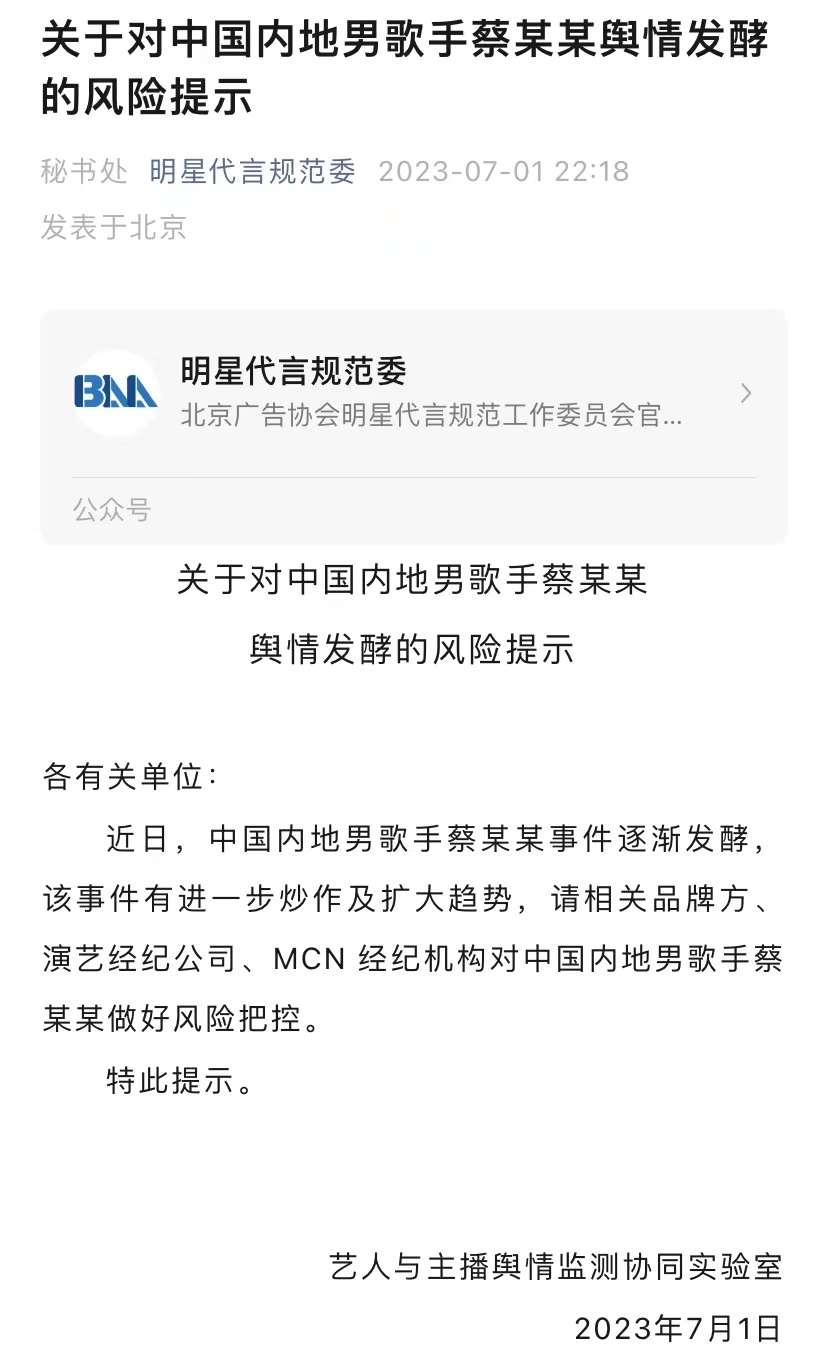 关于对中国内地男歌手蔡某某舆情发酵
的风险提示
秘书处 明星代言规范委 2023-07-01 22:18
发表于北京
BNA
明星代言规范委
北京广告协会明星代言规范工作委员会官...
公众号
关于对中国内地男歌手蔡某某
舆情发酵的风险提示
各有关单位：
近日，中国内地男歌手蔡某某事件逐渐发酵，
该事件有进一步炒作及扩大趋势，请相关品牌方、
演艺经纪公司、MCN 经纪机构对中国内地男歌手蔡
某某做好风险把控。
特此提示。
艺人与主播舆情监测协同实验室
2023年7月1日